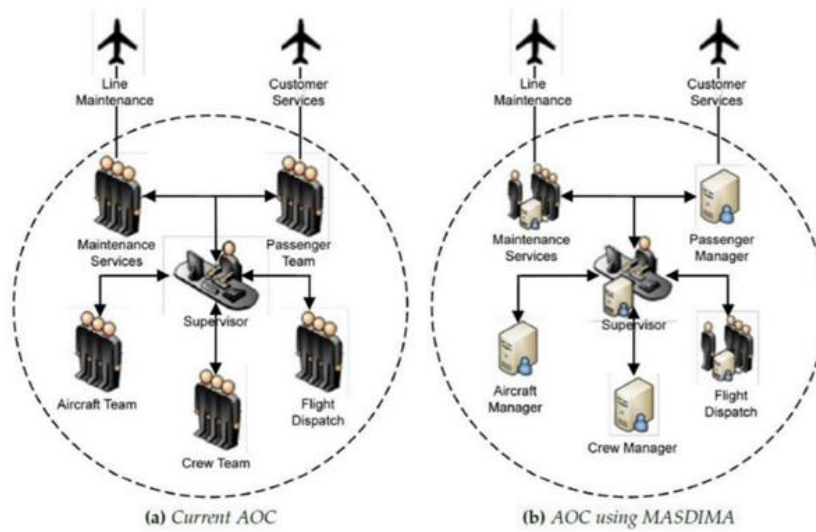 Line
Maintenance
Customer
Services
Maintenance
Services
Passenger
Team
Supervisor
Aircraft Team
Flight
Dispatch
Crew Team
(a) Current AOC
Line
Maintenance
Customer
Services
Maintenance
Services
Passenger
Manager
Supervisor
Aircraft
Manager
Flight
Dispatch
Crew Manager
(b) AOC using MASDIMA